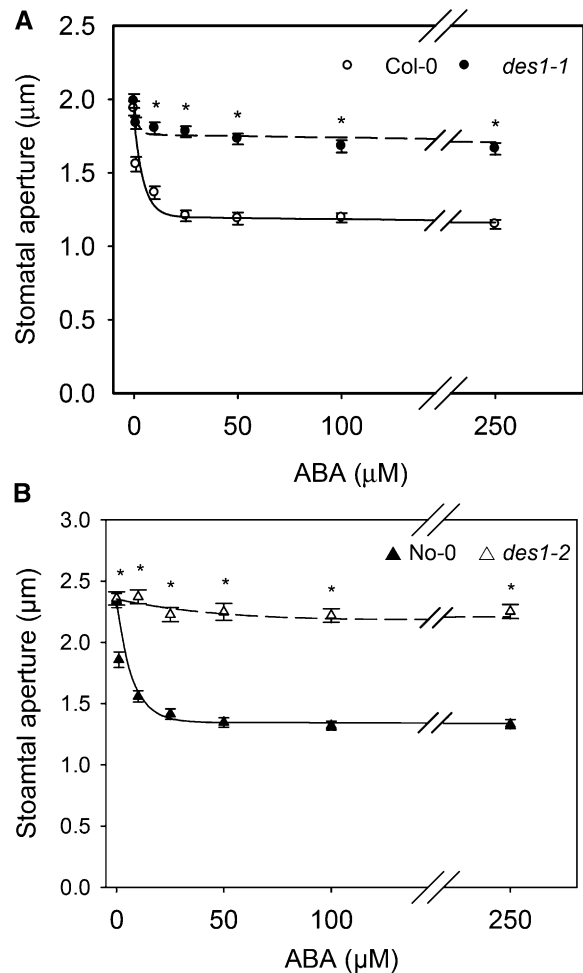 A
2.5
Col-0 des1-1
2.0
* * * * *
1.5
1.0
0.5
0.0
0 50 100 250
ABA (μM)
Stomatal aperture (μm)
B
3.0
No-0 des1-2
2.5
* * * * * *
2.0
1.5
1.0
0.5
0.0
0 50 100 250
ABA (μM)
Stoamtal aperture (μm)